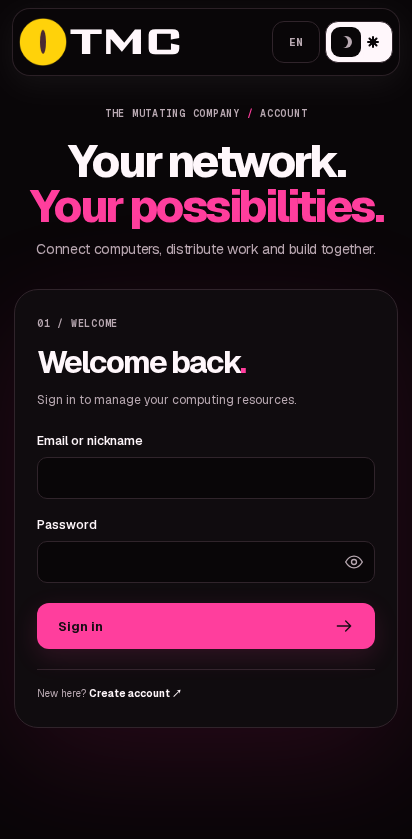 TMC
EN
THE MUTATING COMPANY / ACCOUNT
Your network.
Your possibilities.
Connect computers, distribute work and build together.
01 / WELCOME
Welcome back.
Sign in to manage your computing resources.
Email or nickname
Password
Sign in →
New here? Create account ↗